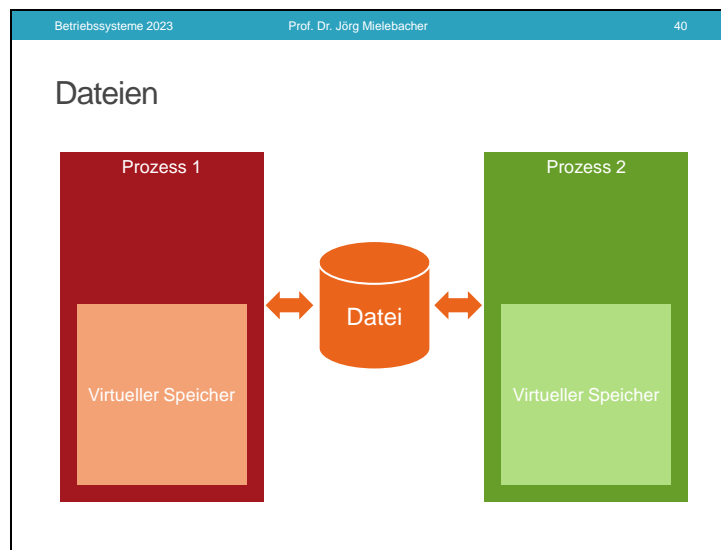 Betriebssysteme 2023 Prof. Dr. Jörg Mielebacher 40
Dateien
Prozess 1
Prozess 2
Datei
Virtueller Speicher
Virtueller Speicher